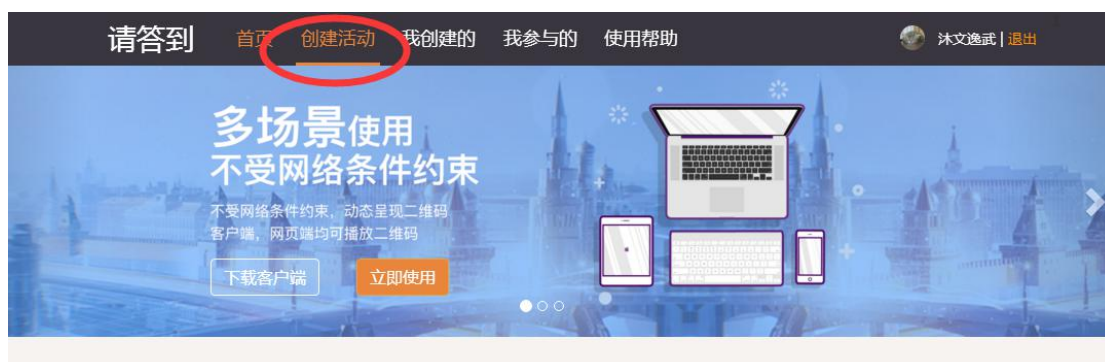 请答到 首页 创建活动 我创建的 我参与的 使用帮助 沐文逸武 | 退出
多场景使用
不受网络条件约束
不受网络条件约束，动态呈现二维码
客户端，网页端均可播放二维码
下载客户端 立即使用